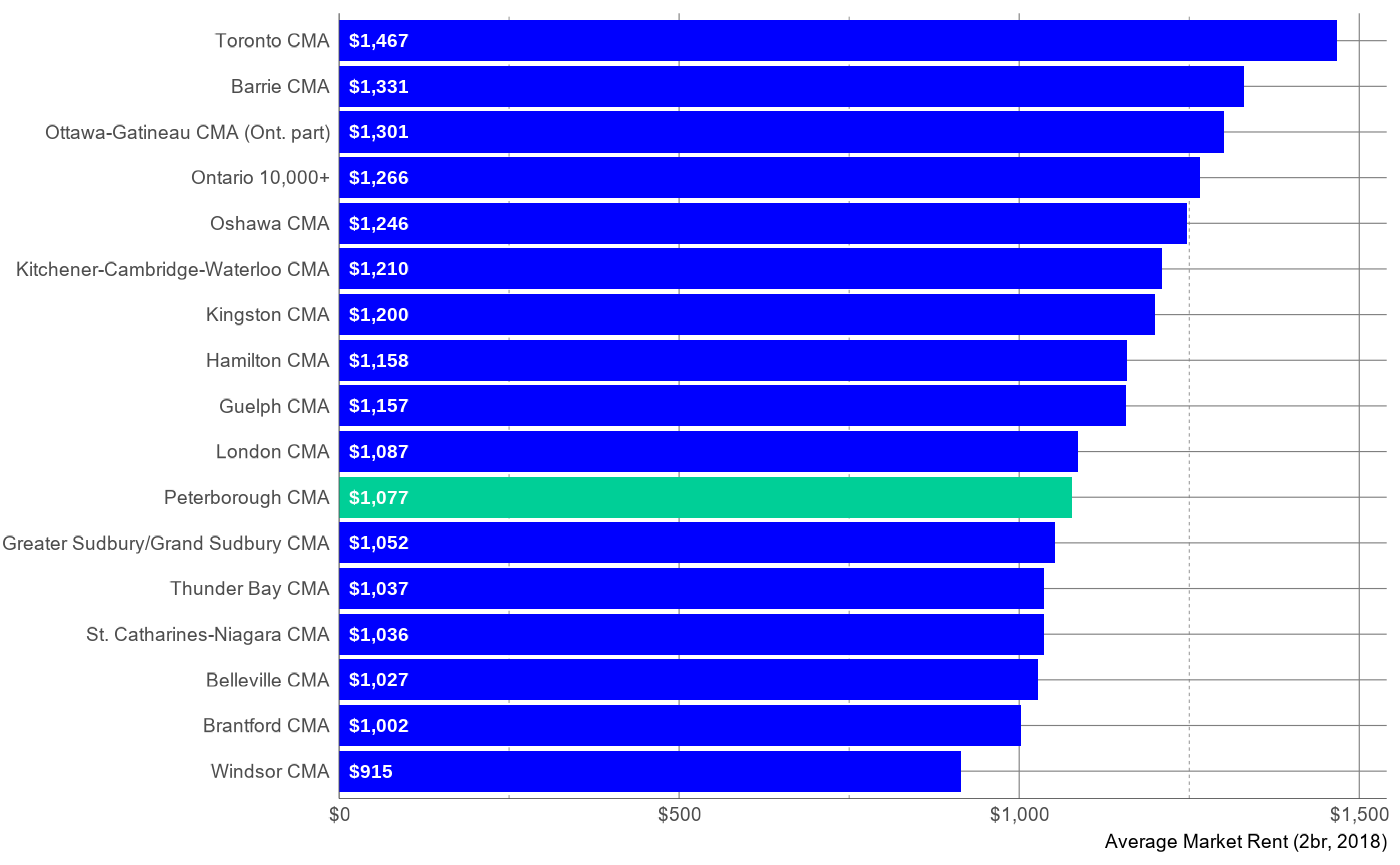 Toronto CMA $1,467
Barrie CMA $1,331
Ottawa-Gatineau CMA (Ont. part) $1,301
Ontario 10,000+ $1,266
Oshawa CMA $1,246
Kitchener-Cambridge-Waterloo CMA $1,210
Kingston CMA $1,200
Hamilton CMA $1,158
Guelph CMA $1,157
London CMA $1,087
Peterborough CMA $1,077
Greater Sudbury/Grand Sudbury CMA $1,052
Thunder Bay CMA $1,037
St. Catharines-Niagara CMA $1,036
Belleville CMA $1,027
Brantford CMA $1,002
Windsor CMA $915
$0 $500 $1,000 $1,500
Average Market Rent (2br, 2018)